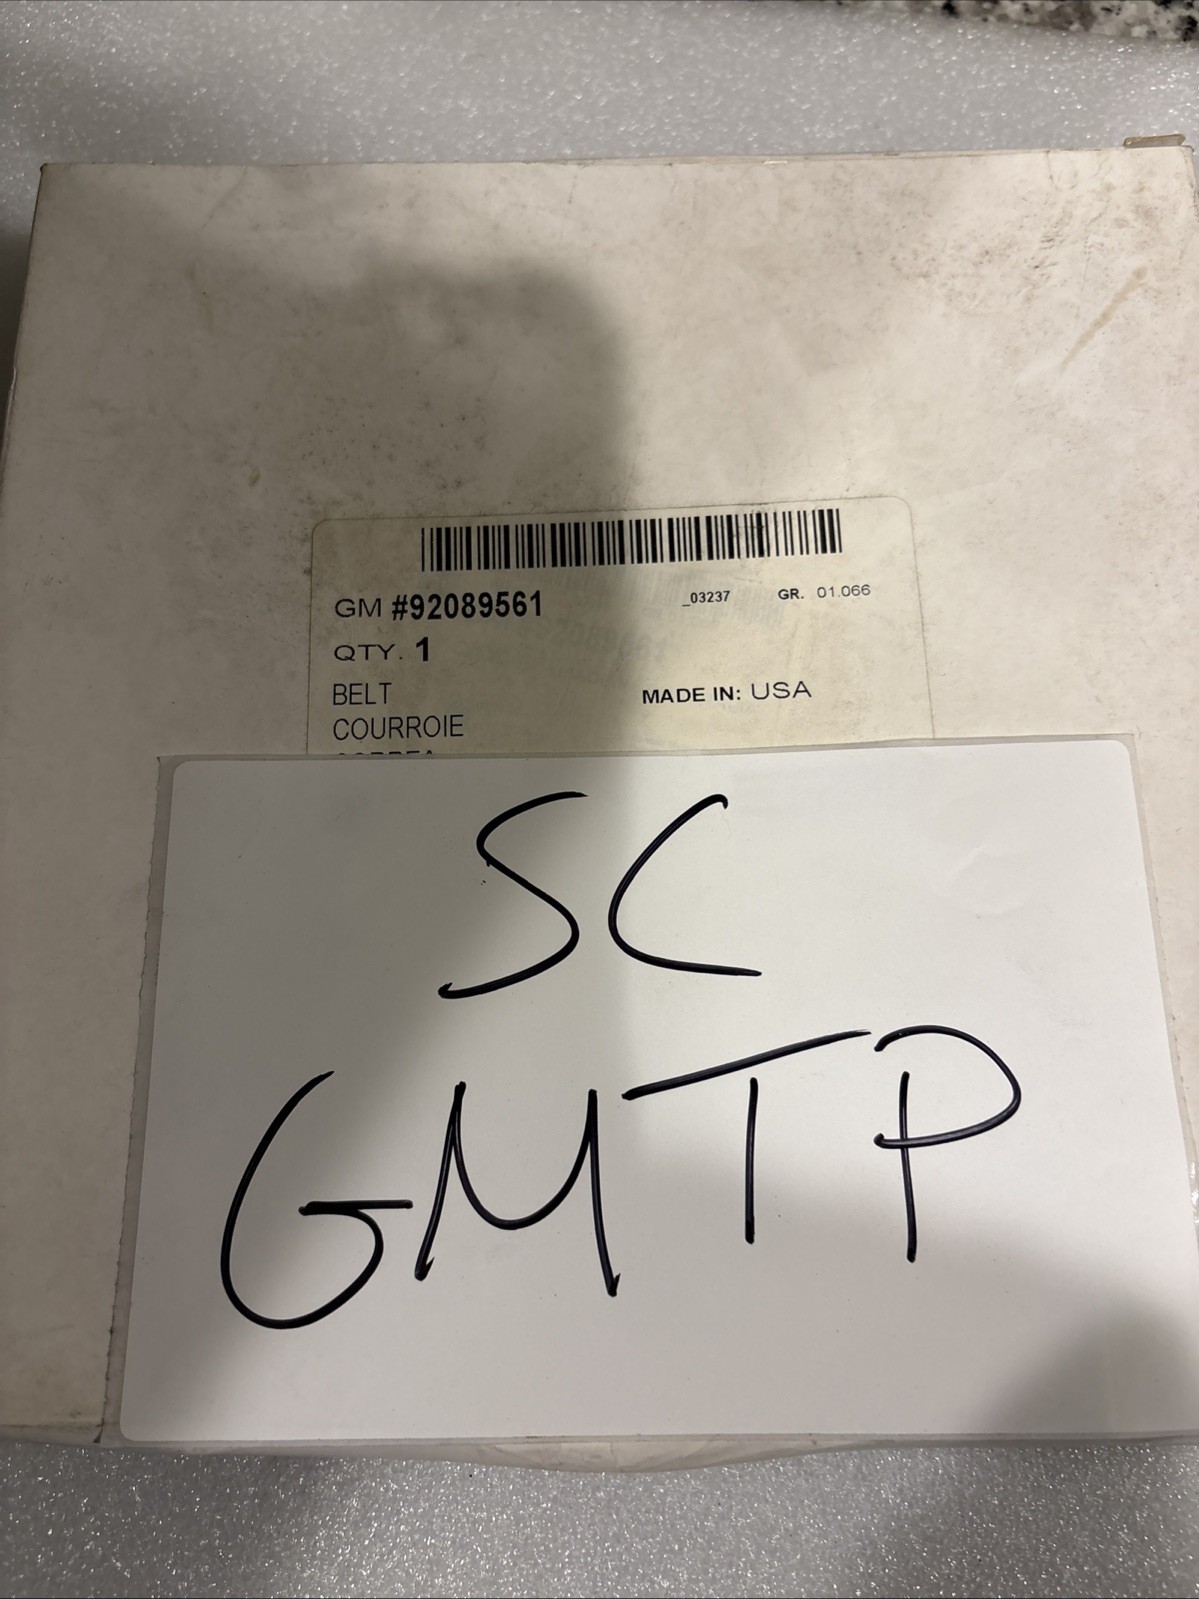 GM #92089561 _03237 GR. 01.066
QTY. 1
BELT MADE IN: USA
COURROIE
SC
GMTP